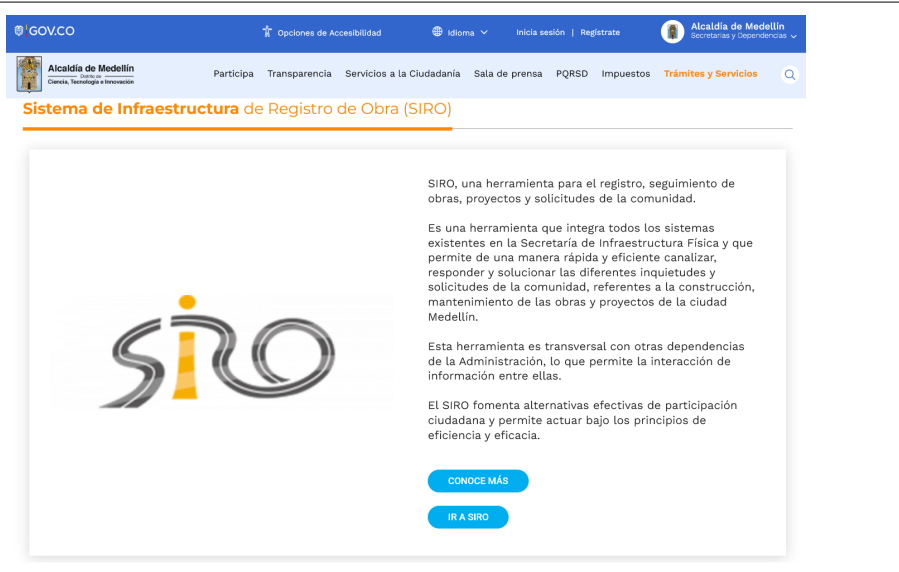 GOV.CO
Opciones de Accesibilidad
Idioma
Inicia sesión | Regístrate
Alcaldía de Medellín
Secretarías y Dependencias
Alcaldía de Medellín
Distrito de
Ciencia, Tecnología e Innovación
Participa Transparencia Servicios a la Ciudadanía Sala de prensa PQRSD Impuestos Trámites y Servicios
Sistema de Infraestructura de Registro de Obra (SIRO)
siro
SIRO, una herramienta para el registro, seguimiento de
obras, proyectos y solicitudes de la comunidad.
Es una herramienta que integra todos los sistemas
existentes en la Secretaría de Infraestructura Física y que
permite de una manera rápida y eficiente canalizar,
responder y solucionar las diferentes inquietudes y
solicitudes de la comunidad, referentes a la construcción,
mantenimiento de las obras y proyectos de la ciudad
Medellín.
Esta herramienta es transversal con otras dependencias
de la Administración, lo que permite la interacción de
información entre ellas.
El SIRO fomenta alternativas efectivas de participación
ciudadana y permite actuar bajo los principios de
eficiencia y eficacia.
CONOCE MÁS
IR A SIRO